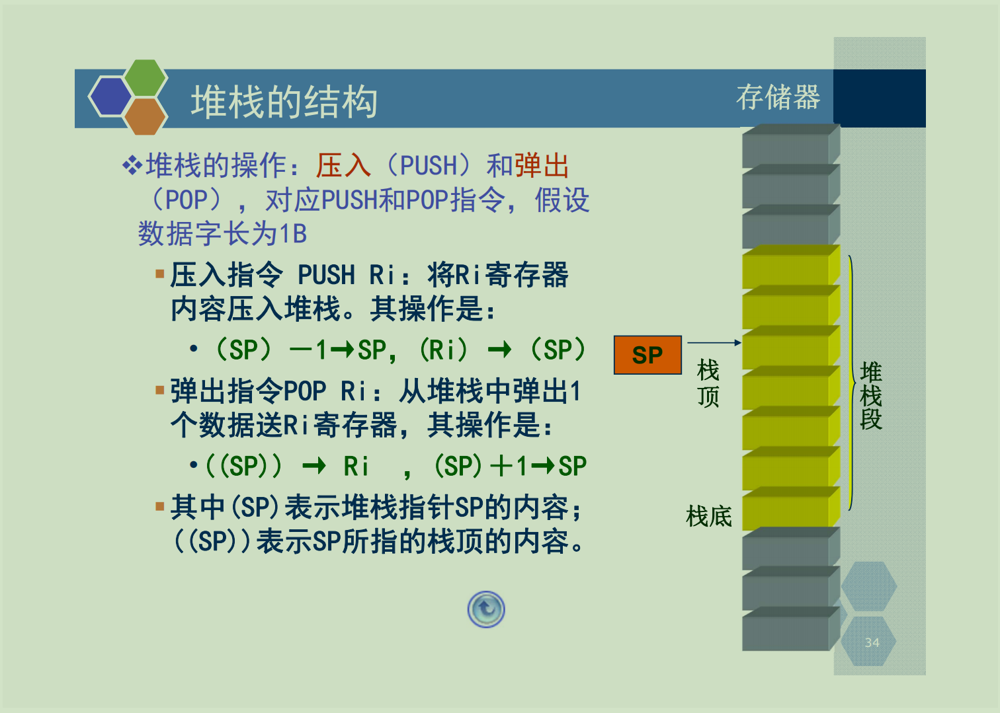 堆栈的结构
存储器
❖堆栈的操作：压入（PUSH）和弹出
（POP），对应PUSH和POP指令，假设
数据字长为1B
▪压入指令 PUSH Ri：将Ri寄存器
内容压入堆栈。其操作是：
•（SP）－1→SP，(Ri) → （SP）
▪弹出指令POP Ri：从堆栈中弹出1
个数据送Ri寄存器，其操作是：
•((SP)) → Ri ，(SP)＋1→SP
▪其中(SP)表示堆栈指针SP的内容；
((SP))表示SP所指的栈顶的内容。
SP
栈
顶
堆
栈
段
栈底
34